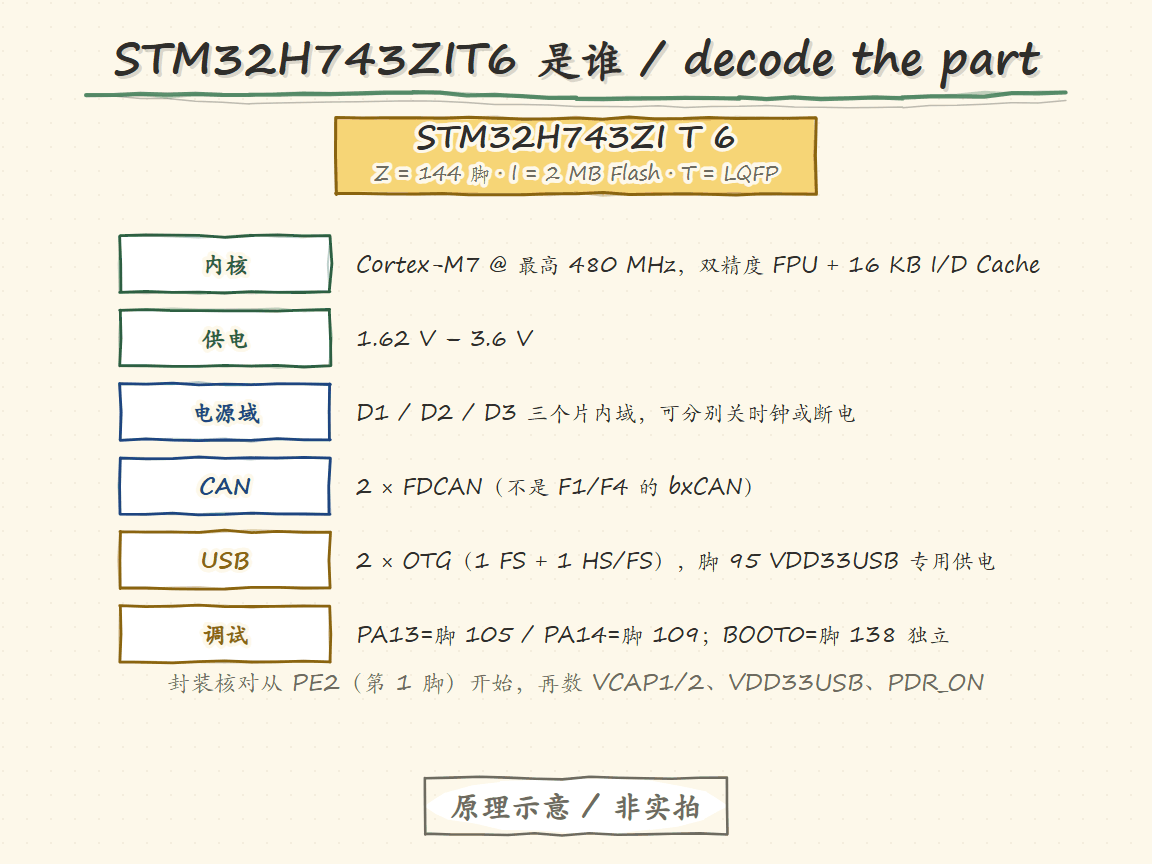 STM32H743ZIT6 是谁 / decode the part
STM32H743ZI T 6
Z = 144 脚 · I = 2 MB Flash · T = LQFP
内核
Cortex-M7 @ 最高 480 MHz，双精度 FPU + 16 KB I/D Cache
供电
1.62 V – 3.6 V
电源域
D1 / D2 / D3 三个片内域，可分别关时钟或断电
CAN
2 × FDCAN（不是 F1/F4 的 bxCAN）
USB
2 × OTG（1 FS + 1 HS/FS），脚 95 VDD33USB 专用供电
调试
PA13=脚 105 / PA14=脚 109；BOOT0=脚 138 独立
封装核对从 PE2（第 1 脚）开始，再数 VCAP1/2、VDD33USB、PDR_ON
原理示意 / 非实拍